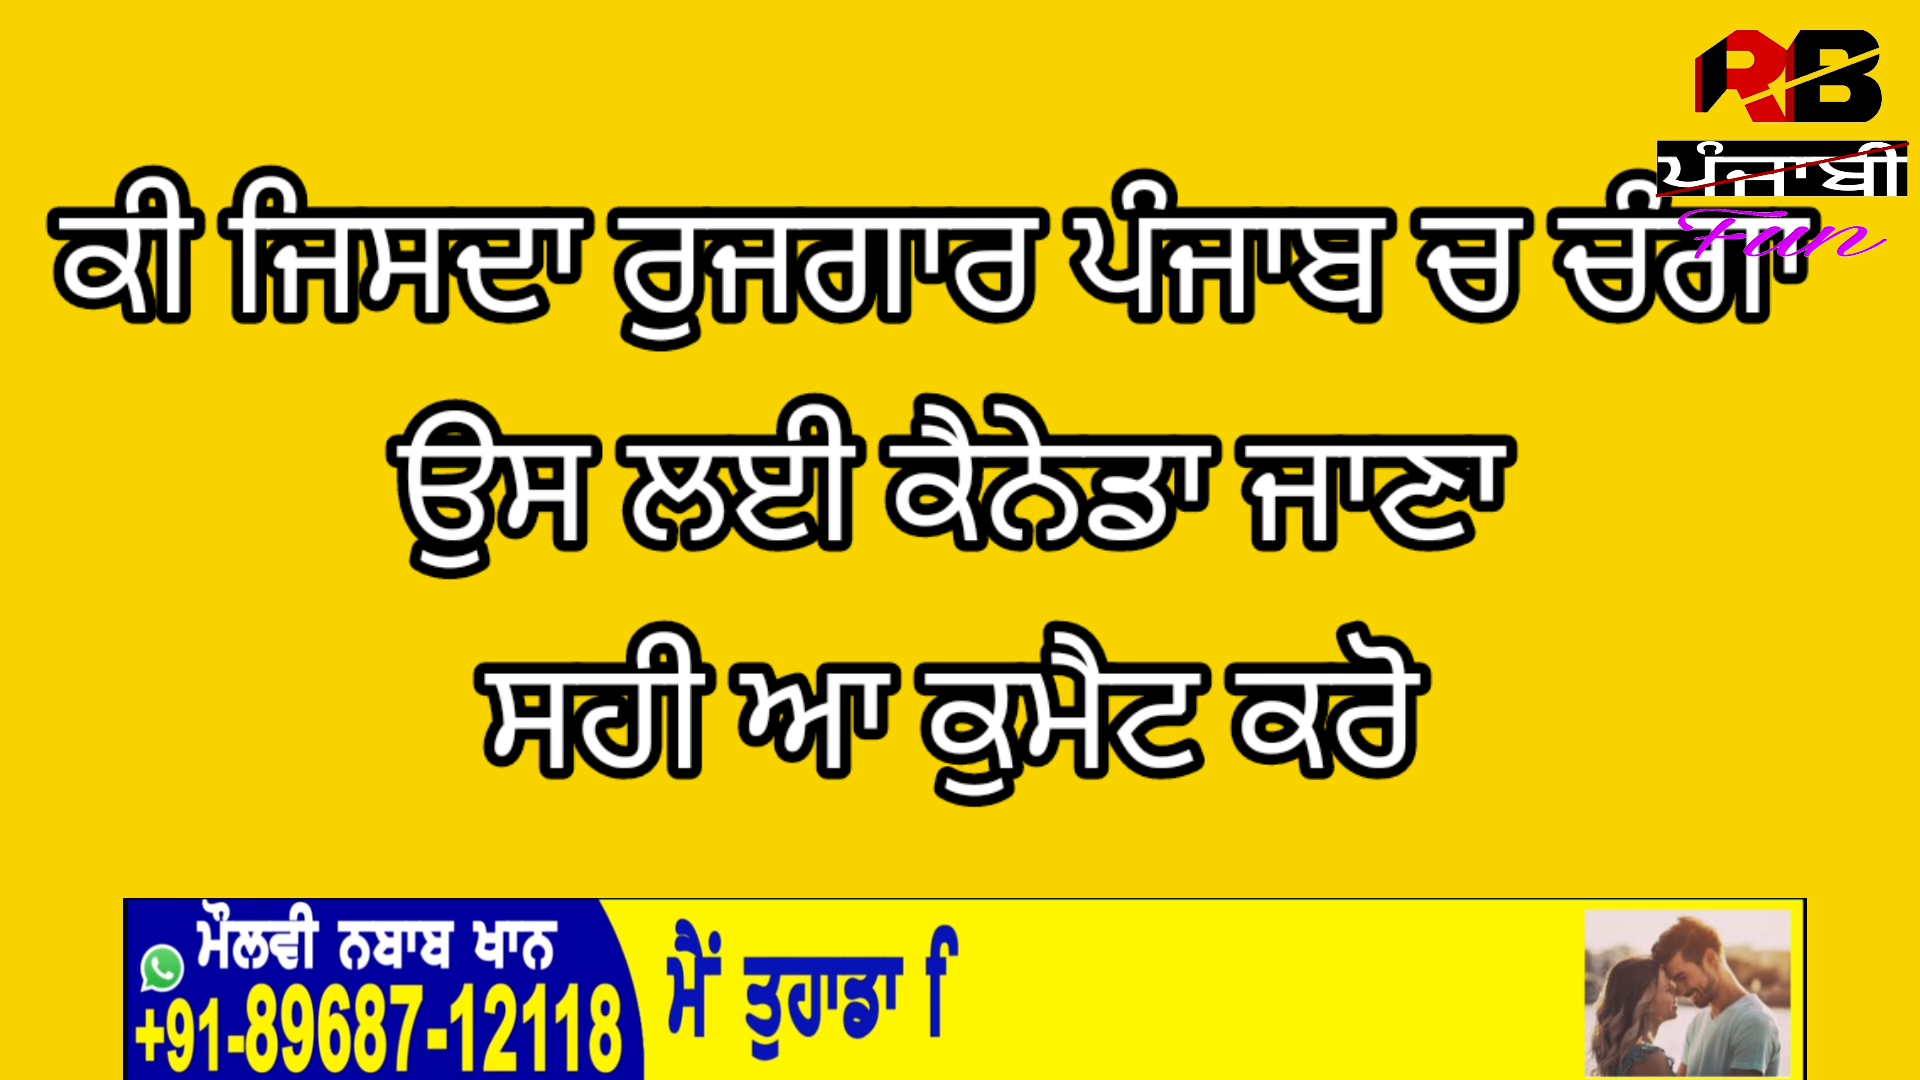 RB
ਪੰਜਾਬੀ
Fun
ਕੀ ਜਿਸਦਾ ਰੁਜਗਾਰ ਪੰਜਾਬ ਚ ਚੰਗਾ
ਉਸ ਲਈ ਕੈਨੇਡਾ ਜਾਣਾ
ਸਹੀ ਆ ਕੁਮੈਟ ਕਰੋ
ਮੌਲਵੀ ਨਬਾਬ ਖਾਨ
+91-89687-12118
ਮੈਂ ਤੁਹਾਡਾ ਿ